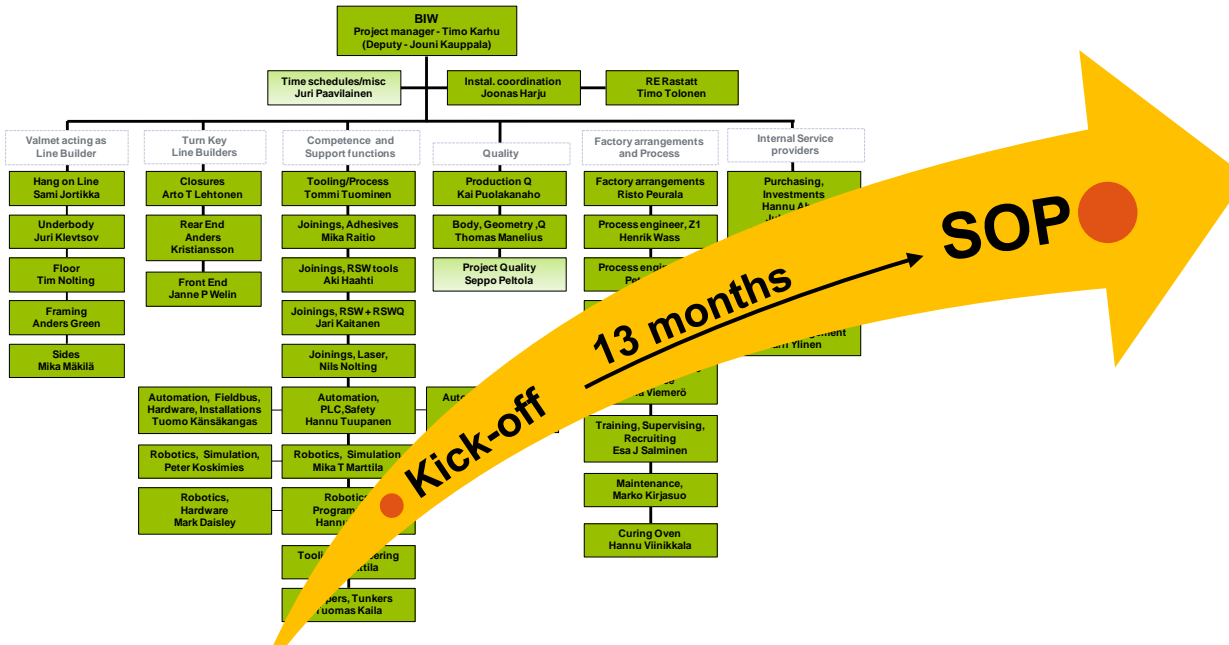 BIW
Project manager - Timo Karhu
(Deputy - Jouni Kauppala)
Time schedules/misc
Juri Paavilainen
Instal. coordination
Joonas Harju
RE Rastatt
Timo Tolonen
Valmet acting as
Line Builder
Hang on Line
Sami Jortikka
Underbody
Juri Klevtsov
Floor
Tim Nolting
Framing
Anders Green
Sides
Mika Mäkilä
Turn Key
Line Builders
Closures
Arto T Lehtonen
Rear End
Anders
Kristiansson
Front End
Janne P Welin
Competence and
Support functions
Tooling/Process
Tommi Tuominen
Joinings, Adhesives
Mika Raitio
Joinings, RSW tools
Aki Haahti
Joinings, RSW + RSWQ
Jari Kaitanen
Joinings, Laser,
Nils Nolting
Automation, Fieldbus,
Hardware, Installations
Tuomo Känsäkangas
Automation,
PLC,Safety
Hannu Tuupanen
Robotics, Simulation,
Peter Koskimies
Robotics, Simulation
Mika T Marttila
Robotics,
Hardware
Mark Daisley
Tuomas Kaila
Quality
Production Q
Kai Puolakanaho
Body, Geometry ,Q
Thomas Manelius
Project Quality
Seppo Peltola
Factory arrangements
and Process
Factory arrangements
Risto Peurala
Process engineer, Z1
Henrik Wass
Process
Viemerö
Training, Supervising,
Recruiting
Esa J Salminen
Maintenance,
Marko Kirjasuo
Curing Oven
Hannu Viinikkala
Internal Service
providers
Purchasing,
Investments
Hannu
Ylinen
Kick-off
13 months
SOP